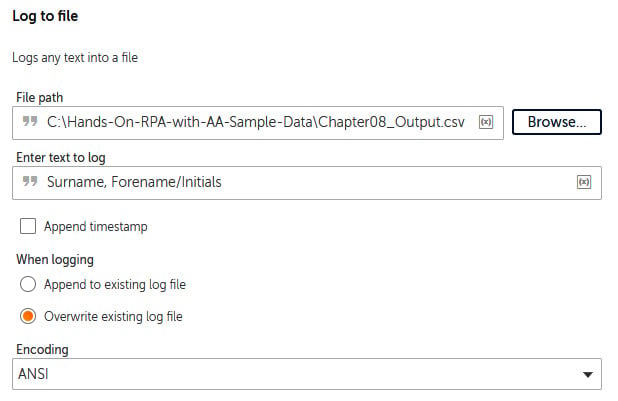 Log to file
Logs any text into a file
File path
" C:\Hands-On-RPA-with-AA-Sample-Data\Chapter08_Output.csv (x) Browse...
Enter text to log
" Surname, Forename/Initials (x)
Append timestamp
When logging
Append to existing log file
Overwrite existing log file
Encoding
ANSI